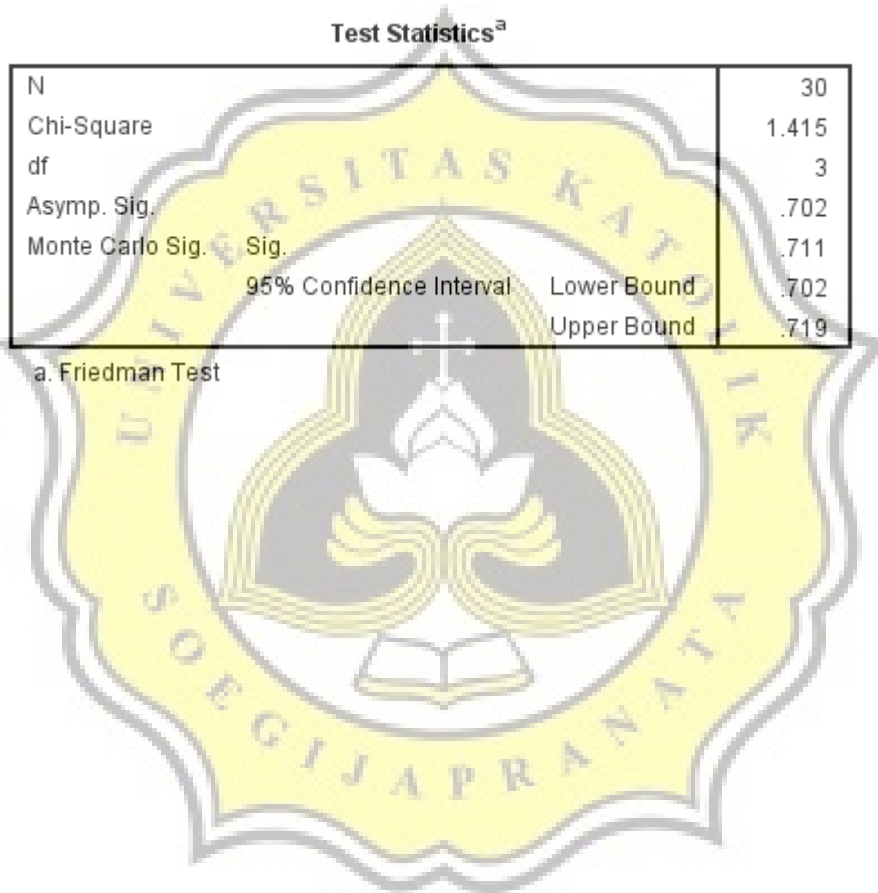 Test Statisticsa
N 30
Chi-Square 1.415
df 3
Asymp. Sig. .702
Monte Carlo Sig. Sig. .711
95% Confidence Interval Lower Bound .702
Upper Bound .719
a. Friedman Test
UNIVERSITAS KATOLIK
SOEGIJAPRANATA